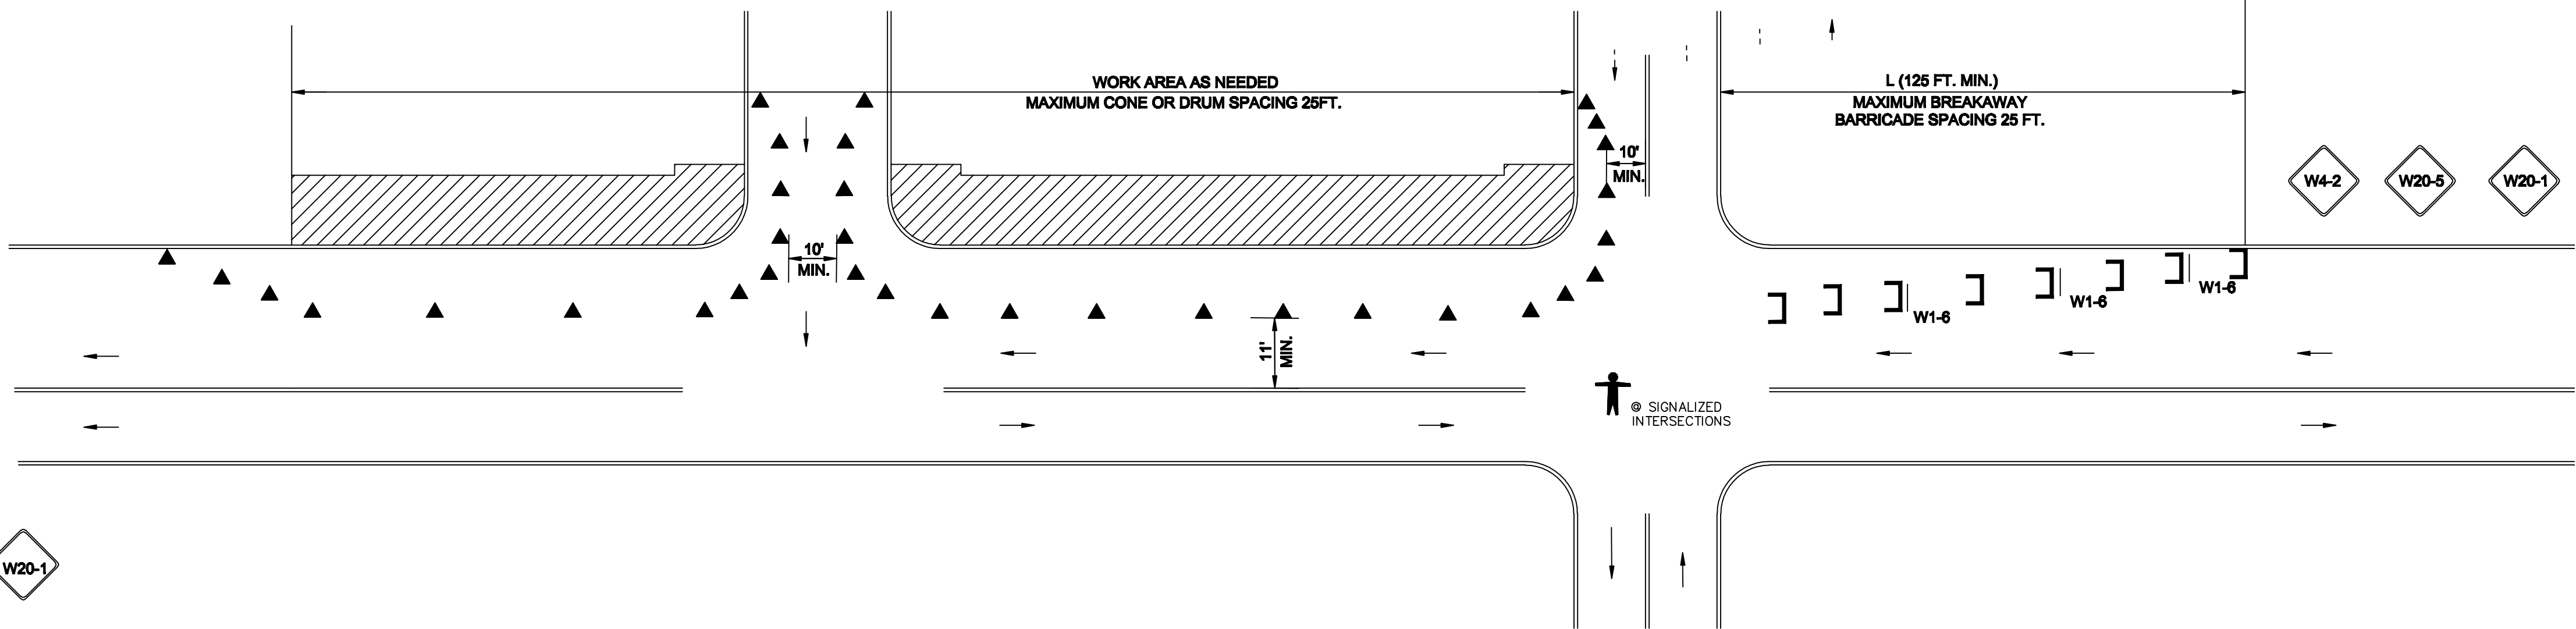 WORK AREA AS NEEDED
MAXIMUM CONE OR DRUM SPACING 25FT.
L (125 FT. MIN.)
MAXIMUM BREAKAWAY
BARRICADE SPACING 25 FT.
10'
MIN.
W4-2
W20-5
W20-1
10'
MIN.
W1-6
W1-6
W1-6
11'
MIN.
@ SIGNALIZED
INTERSECTIONS
W20-1